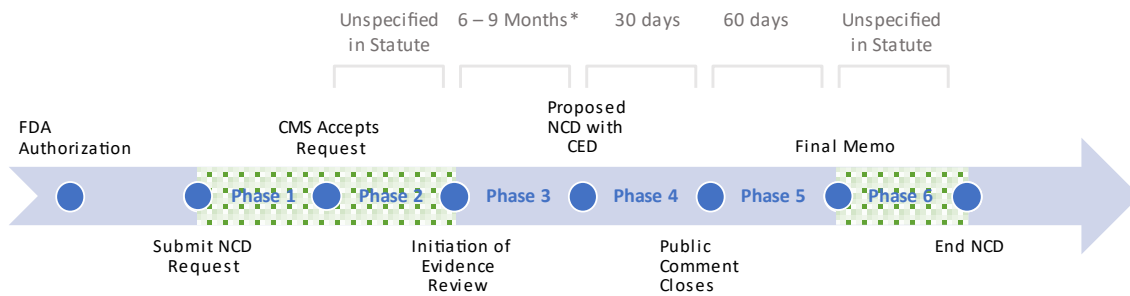 Unspecified
in Statute
6 – 9 Months*
30 days
60 days
Unspecified
in Statute
FDA
Authorization
CMS Accepts
Request
Proposed
NCD with
CED
Final Memo
Phase 1
Phase 2
Phase 3
Phase 4
Phase 5
Phase 6
Submit NCD
Request
Initiation of
Evidence
Review
Public
Comment
Closes
End NCD